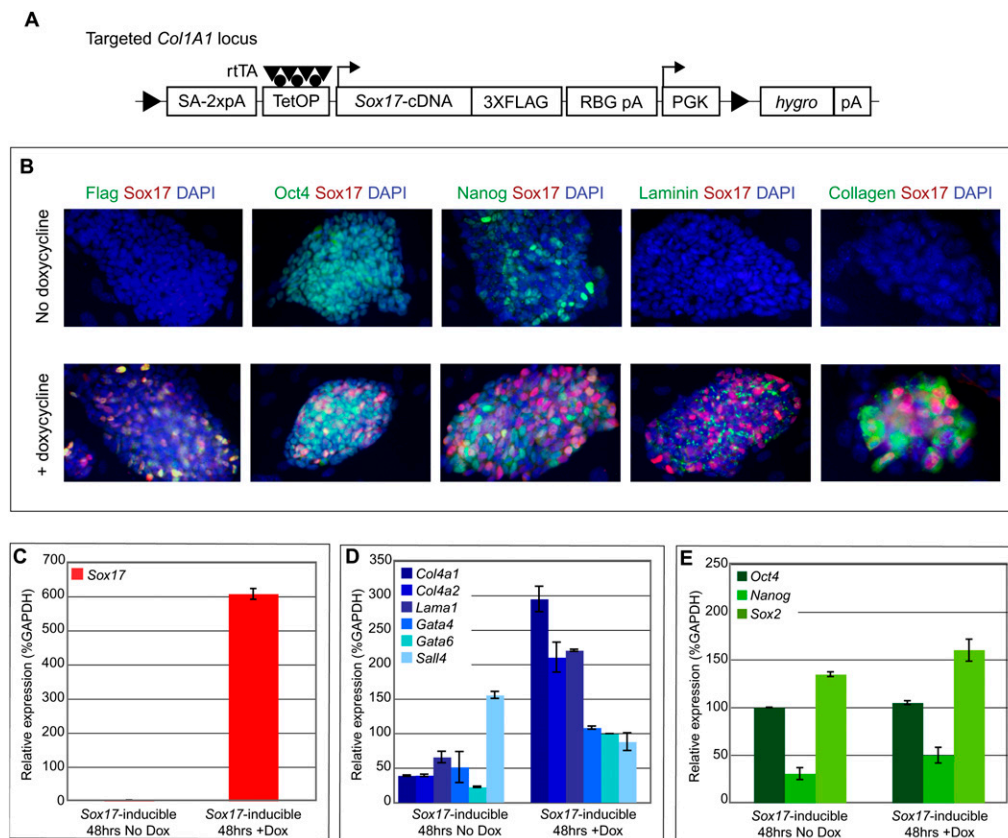 A
Targeted Col1A1 locus
rtTA
SA-2xpA
TetOP
Sox17-cDNA
3XFLAG
RBG pA
PGK
hygro
pA
B
Flag Sox17 DAPI
Oct4 Sox17 DAPI
Nanog Sox17 DAPI
Laminin Sox17 DAPI
Collagen Sox17 DAPI
No doxycycline
+ doxycycline
C
Relative expression (%GAPDH)
700
600
500
400
300
200
100
0
Sox17
Sox17-inducible
48hrs No Dox
Sox17-inducible
48hrs +Dox
D
Relative expression (%GAPDH)
350
300
250
200
150
100
50
0
Col4a1
Col4a2
Lama1
Gata4
Gata6
Sall4
Sox17-inducible
48hrs No Dox
Sox17-inducible
48hrs +Dox
E
Relative expression (%GAPDH)
250
200
150
100
50
0
Oct4
Nanog
Sox2
Sox17-inducible
48hrs No Dox
Sox17-inducible
48hrs +Dox